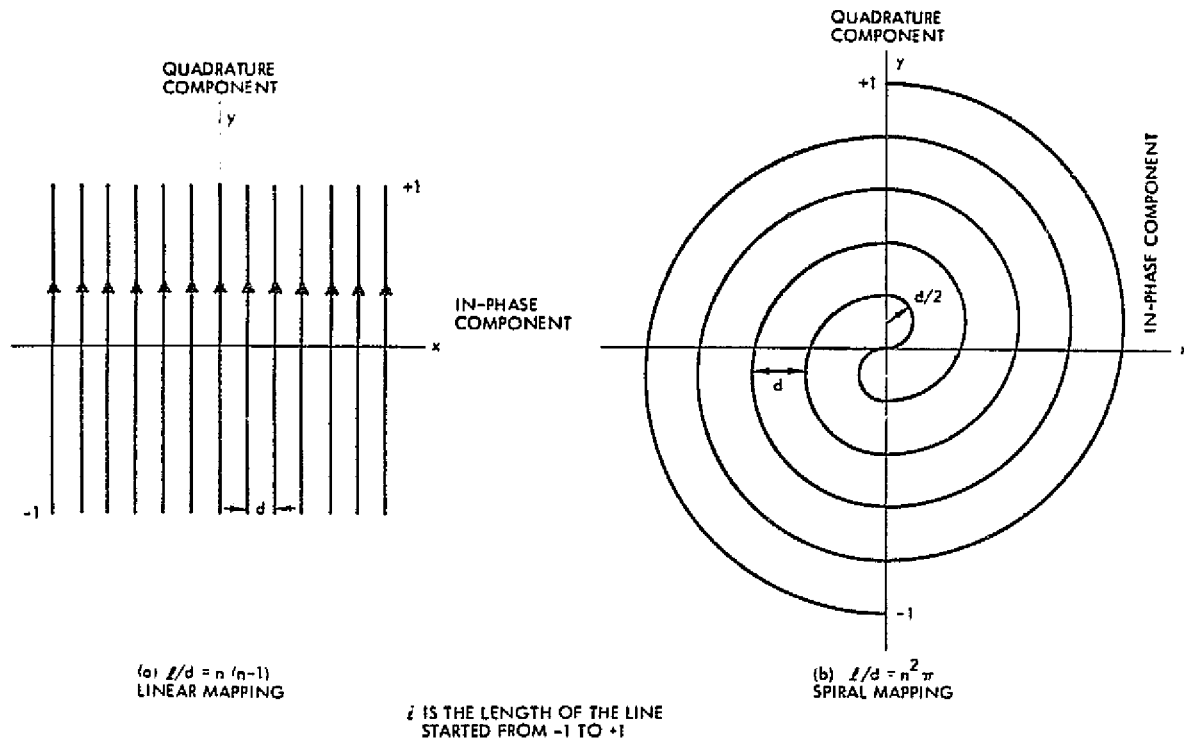 QUADRATURE
COMPONENT
y
+1
IN-PHASE
COMPONENT
x
d
-1
(a) ℓ/d = n (n-1)
LINEAR MAPPING
QUADRATURE
COMPONENT
y
+1
IN-PHASE COMPONENT
d/2
x
d
-1
(b) ℓ/d = n² π
SPIRAL MAPPING
ℓ IS THE LENGTH OF THE LINE
STARTED FROM -1 TO +1